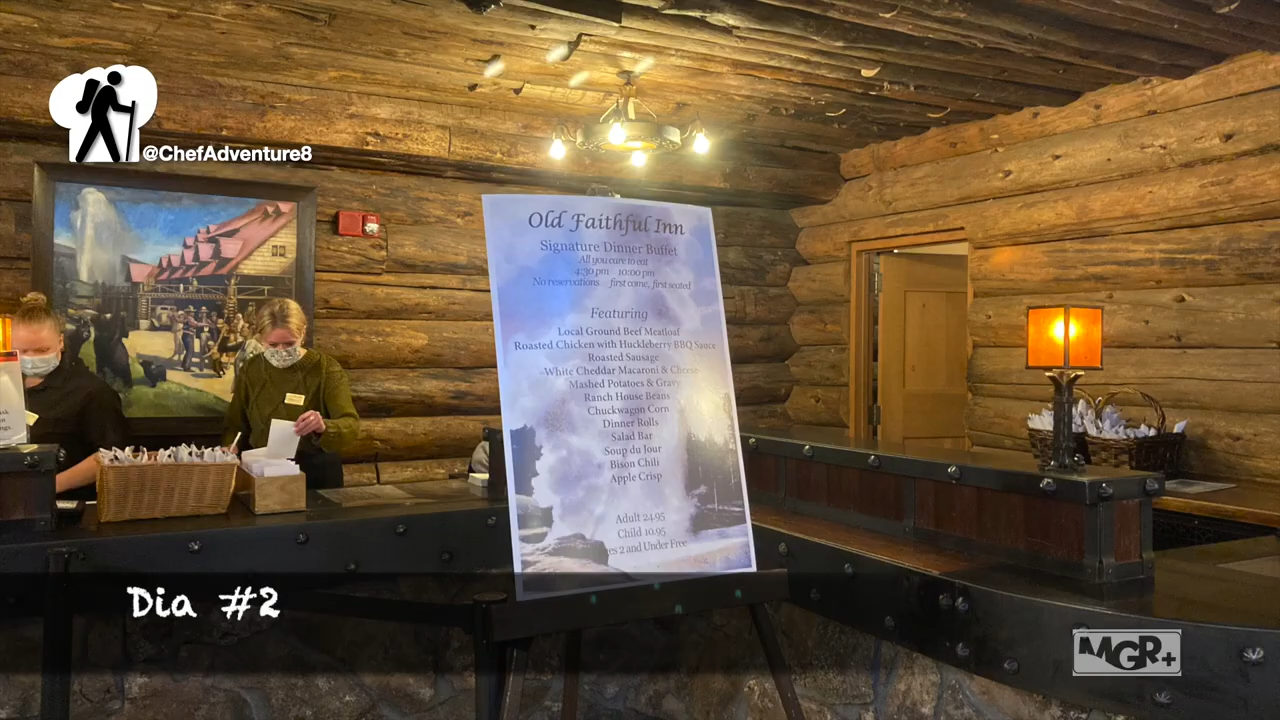 @ChefAdventure8
Old Faithful Inn
Signature Dinner Buffet
All you care to eat
4:30 pm 10:00 pm
No reservations first come, first seated
Featuring
Local Ground Beef Meatloaf
Roasted Chicken with Huckleberry BBQ Sauce
Roasted Sausage
White Cheddar Macaroni & Cheese
Mashed Potatoes & Gravy
Ranch House Beans
Chuckwagon Corn
Dinner Rolls
Salad Bar
Soup du Jour
Bison Chili
Apple Crisp
Adult 24.95
Child 10.95
2 and Under Free
Dia #2
MGR+